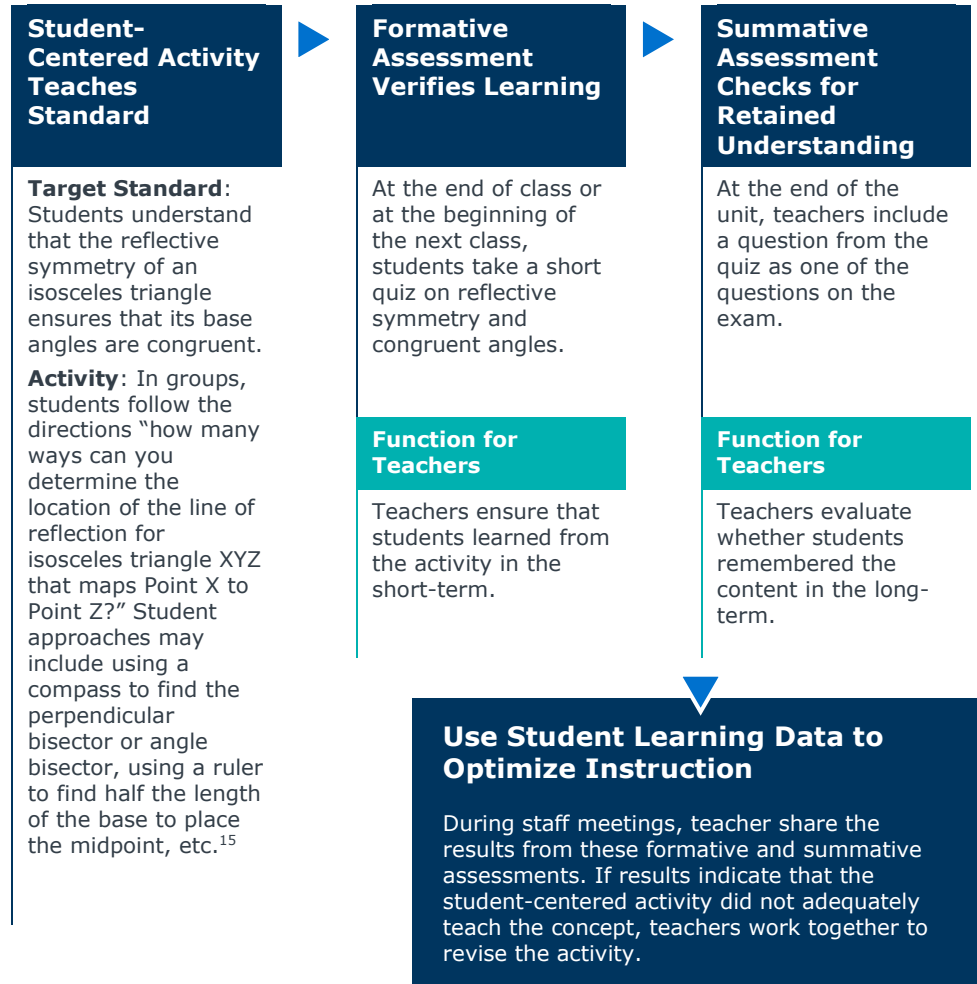 Student-
Centered Activity
Teaches
Standard
Target Standard:
Students understand
that the reflective
symmetry of an
isosceles triangle
ensures that its base
angles are congruent.
Activity: In groups,
students follow the
directions “how many
ways can you
determine the
location of the line of
reflection for
isosceles triangle XYZ
that maps Point X to
Point Z?” Student
approaches may
include using a
compass to find the
perpendicular
bisector or angle
bisector, using a ruler
to find half the length
of the base to place
the midpoint, etc.15
Formative
Assessment
Verifies Learning
At the end of class or
at the beginning of
the next class,
students take a short
quiz on reflective
symmetry and
congruent angles.
Function for
Teachers
Teachers ensure that
students learned from
the activity in the
short-term.
Summative
Assessment
Checks for
Retained
Understanding
At the end of the
unit, teachers include
a question from the
quiz as one of the
questions on the
exam.
Function for
Teachers
Teachers evaluate
whether students
remembered the
content in the long-
term.
Use Student Learning Data to
Optimize Instruction
During staff meetings, teacher share the
results from these formative and summative
assessments. If results indicate that the
student-centered activity did not adequately
teach the concept, teachers work together to
revise the activity.